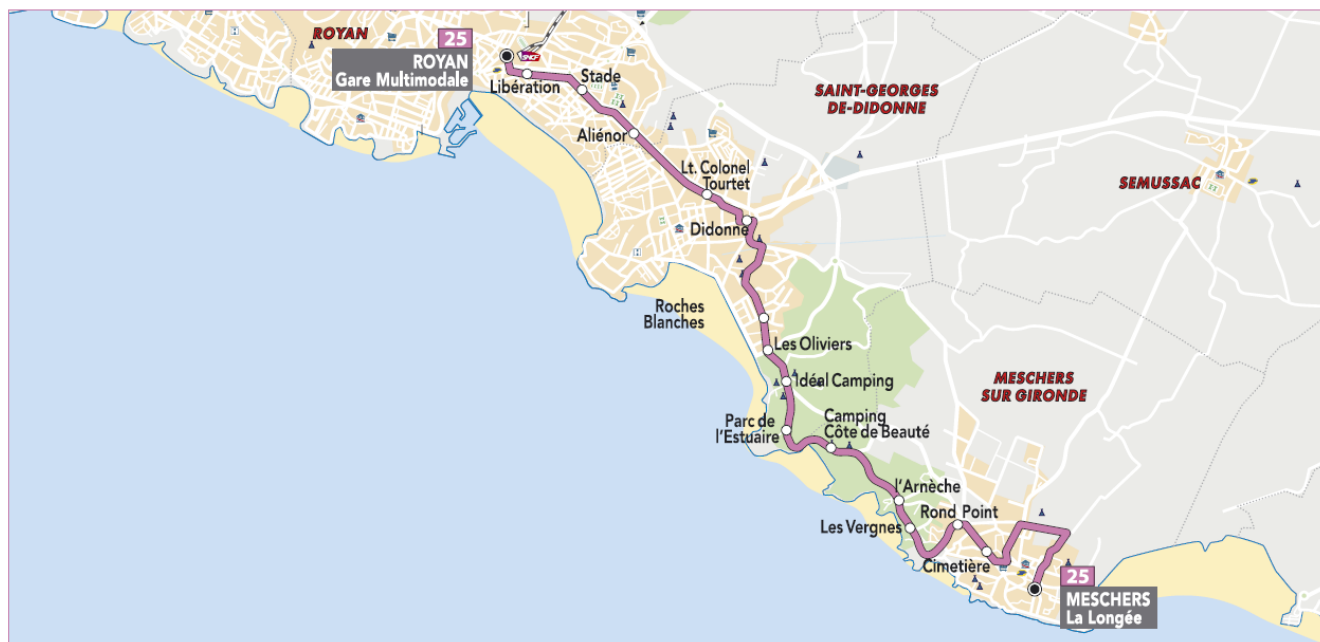 ROYAN
25
ROYAN
Gare Multimodale
SNCF
Libération
Stade
Aliénor
Lt. Colonel
Tourtet
Didonne
SAINT-GEORGES
DE-DIDONNE
SEMUSSAC
Roches
Blanches
Les Oliviers
Idéal Camping
MESCHERS
SUR GIRONDE
Parc de
l'Estuaire
Camping
Côte de Beauté
l'Arnèche
Rond Point
Les Vergnes
Cimetière
25
MESCHERS
La Longée